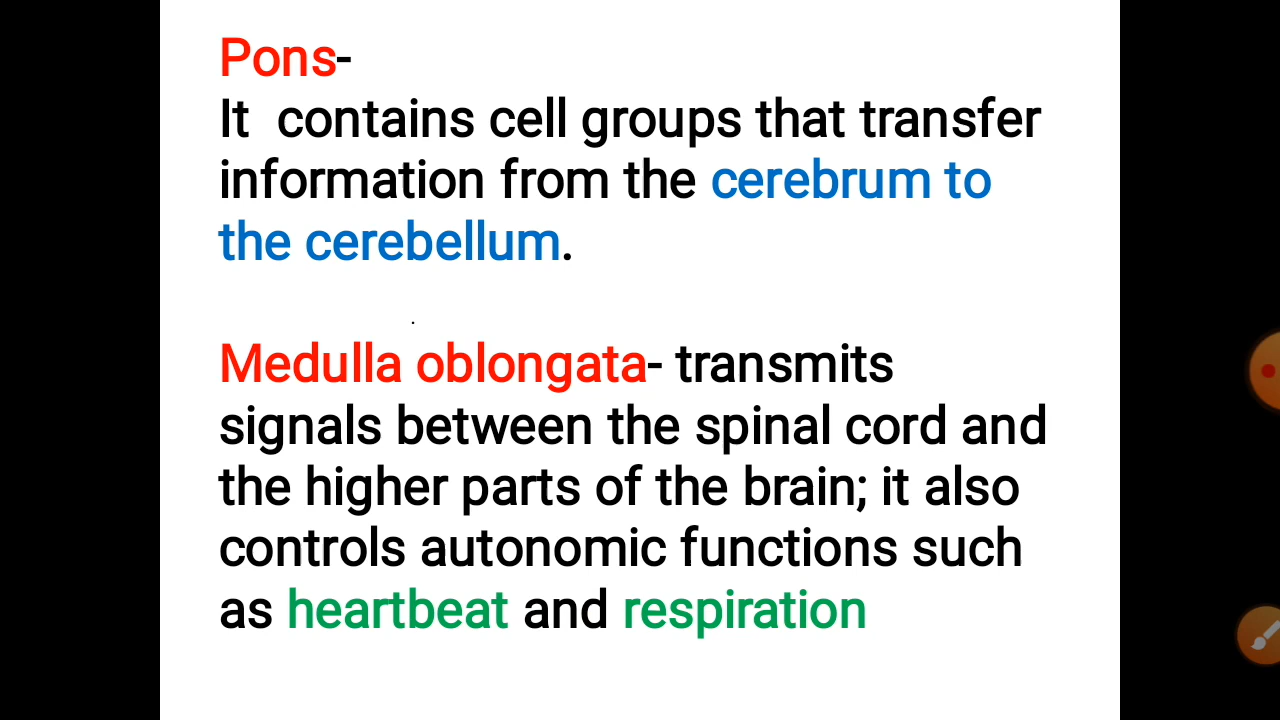 Pons-
It  contains cell groups that transfer
information from the cerebrum to
the cerebellum.
Medulla oblongata- transmits
signals between the spinal cord and
the higher parts of the brain; it also
controls autonomic functions such
as heartbeat and respiration